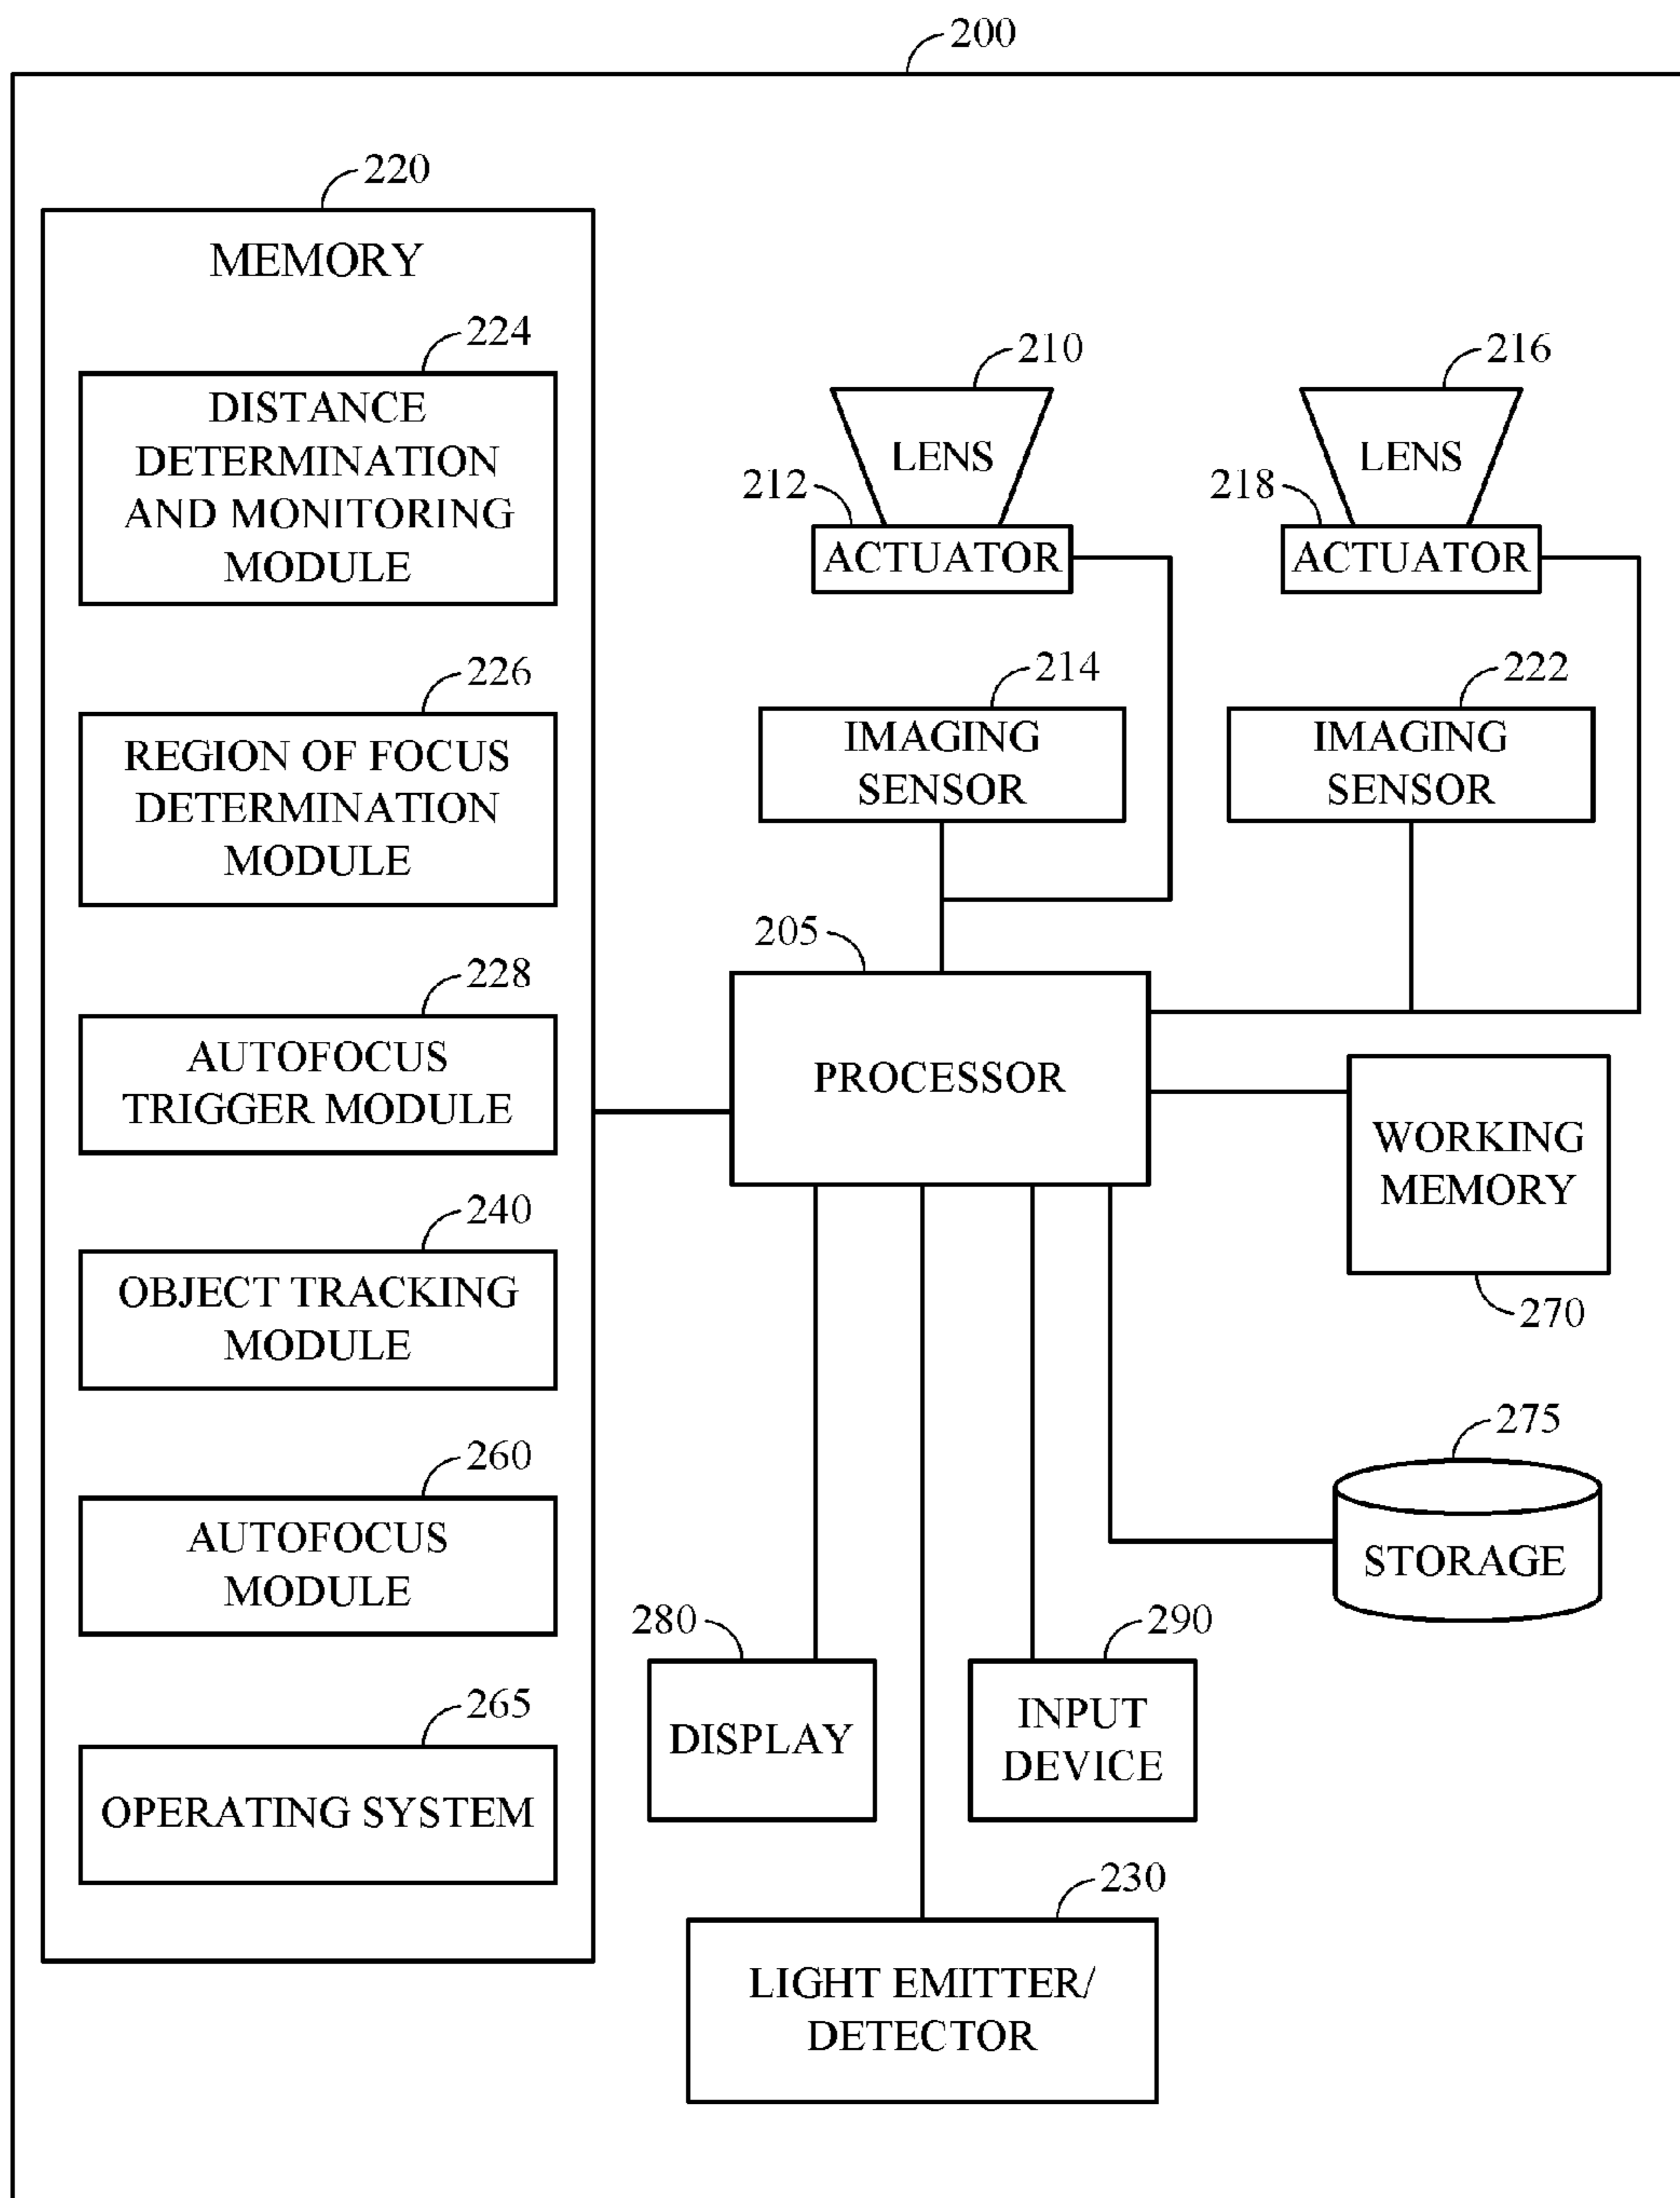 200
220
MEMORY
224
DISTANCE
DETERMINATION
AND MONITORING
MODULE
226
REGION OF FOCUS
DETERMINATION
MODULE
228
AUTOFOCUS
TRIGGER MODULE
240
OBJECT TRACKING
MODULE
260
AUTOFOCUS
MODULE
265
OPERATING SYSTEM
210
LENS
212
ACTUATOR
214
IMAGING
SENSOR
216
LENS
218
ACTUATOR
222
IMAGING
SENSOR
205
PROCESSOR
WORKING
MEMORY
270
275
STORAGE
280
DISPLAY
290
INPUT
DEVICE
230
LIGHT EMITTER/
DETECTOR